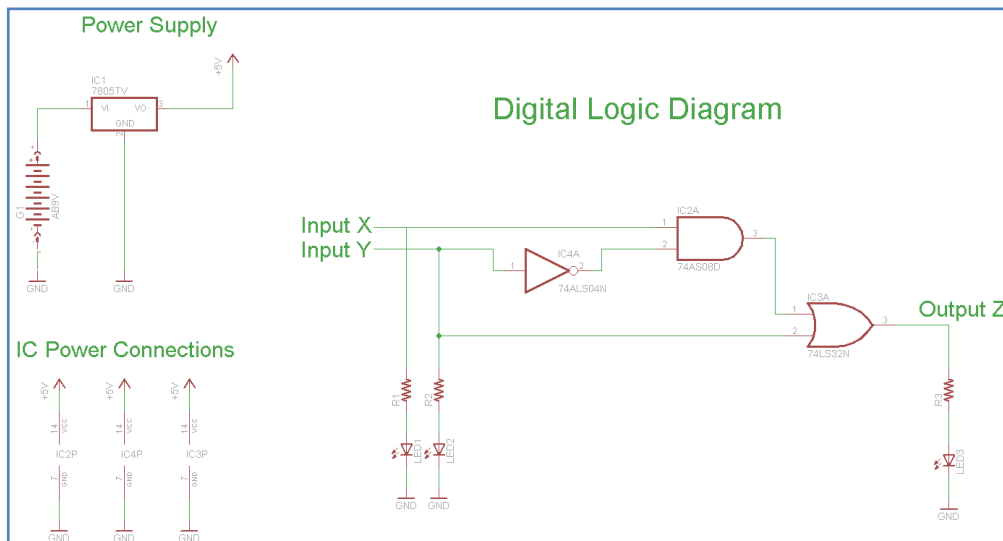 Power Supply
+5V
IC1
7805TV
1 VI VO 3
GND
2
+
+
-
-
G1
AB9V
GND GND
Digital Logic Diagram
Input X
Input Y
IC2A
1
2
3
74AS08D
IC4A
1 2
74ALS04N
IC3A
1
2
3
74LS32N
Output Z
R1 R2 R3
LED1 LED2 LED3
GND GND GND
IC Power Connections
+5V +5V +5V
14 VCC 14 VCC 14 VCC
IC2P IC4P IC3P
7 GND 7 GND 7 GND
GND GND GND